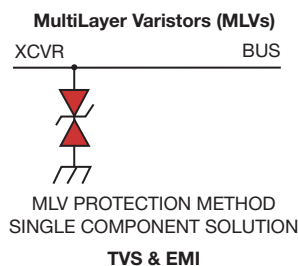 MultiLayer Varistors (MLVs)
XCVR BUS
MLV PROTECTION METHOD
SINGLE COMPONENT SOLUTION
TVS & EMI